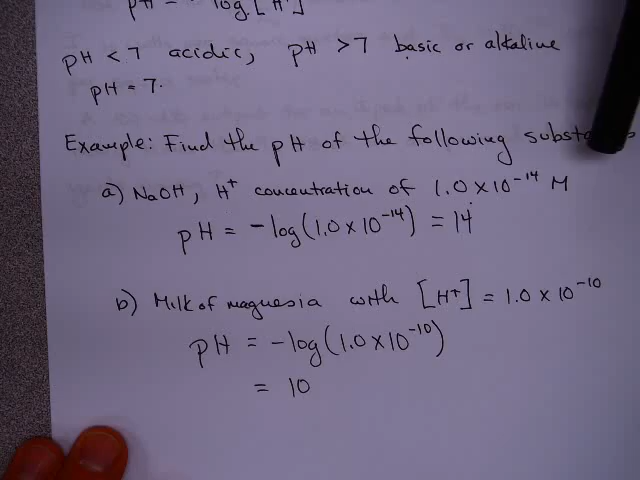 pH = - log [H⁺]
pH < 7 acidic, pH > 7 basic or alkaline
pH = 7.
Example: Find the pH of the following
a) NaOH, H⁺ concentration of 1.0 × 10⁻¹⁴ M
pH = -log(1.0 × 10⁻¹⁴) = 14
b) Milk of magnesia with [H⁺] = 1.0 × 10⁻¹⁰
pH = -log(1.0 × 10⁻¹⁰)
= 10